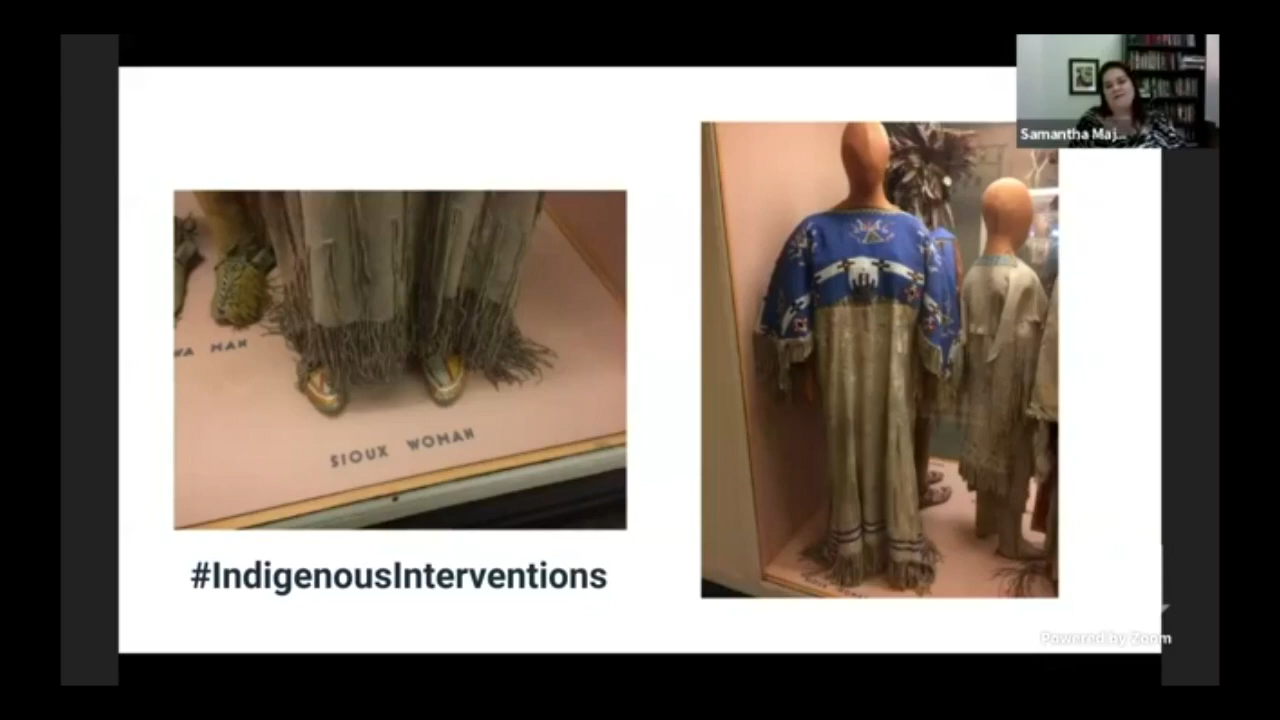 Samantha Maj...
WA MAN
SIOUX WOMAN
#IndigenousInterventions
Powered by Zoom